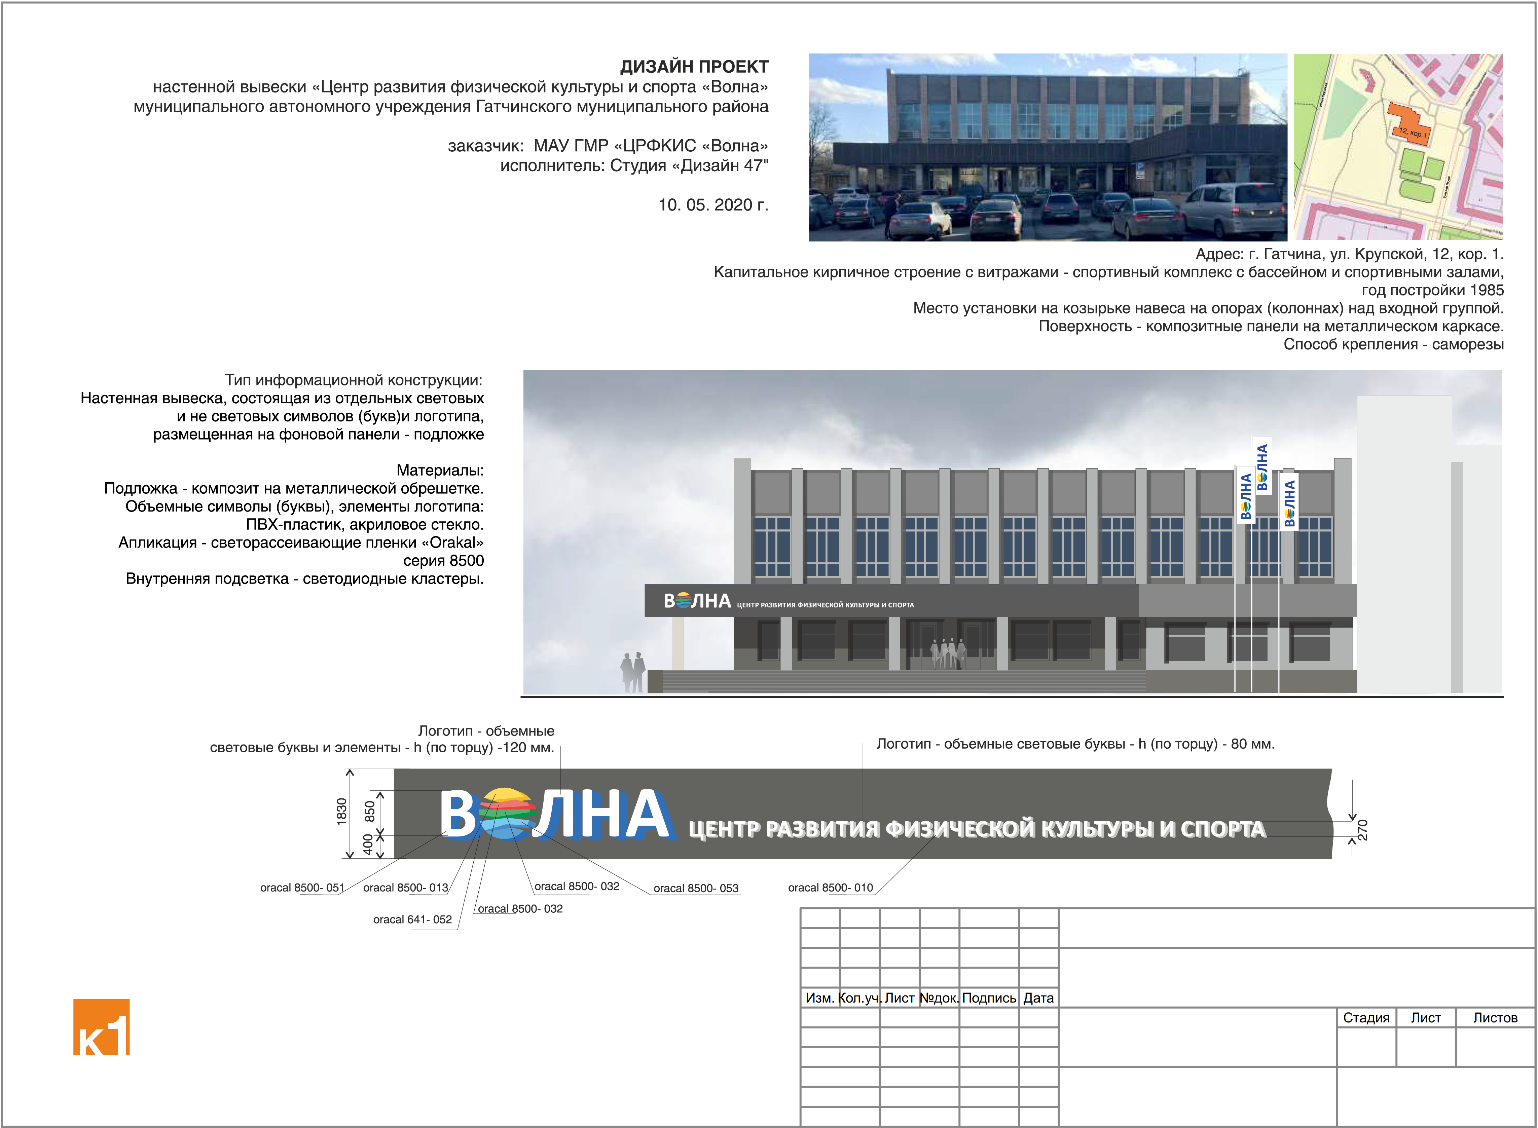 ДИЗАЙН ПРОЕКТ
настенной вывески «Центр развития физической культуры и спорта «Волна»
муниципального автономного учреждения Гатчинского муниципального района
заказчик: МАУ ГМР «ЦРФКИС «Волна»
исполнитель: Студия «Дизайн 47"
10. 05. 2020 г.
12, кор.1
Адрес: г. Гатчина, ул. Крупской, 12, кор. 1.
Капитальное кирпичное строение с витражами - спортивный комплекс с бассейном и спортивными залами,
год постройки 1985
Место установки на козырьке навеса на опорах (колоннах) над входной группой.
Поверхность - композитные панели на металлическом каркасе.
Способ крепления - саморезы
Тип информационной конструкции:
Настенная вывеска, состоящая из отдельных световых
и не световых символов (букв)и логотипа,
размещенная на фоновой панели - подложке
Материалы:
Подложка - композит на металлической обрешетке.
Объемные символы (буквы), элементы логотипа:
ПВХ-пластик, акриловое стекло.
Апликация - светорассеивающие пленки «Orakal»
серия 8500
Внутренняя подсветка - светодиодные кластеры.
ВОЛНА
ВОЛНА
ВОЛНА
ВОЛНА ЦЕНТР РАЗВИТИЯ ФИЗИЧЕСКОЙ КУЛЬТУРЫ И СПОРТА
Логотип - объемные
световые буквы и элементы - h (по торцу) -120 мм.
Логотип - объемные световые буквы - h (по торцу) - 80 мм.
1830
850
400
ВОЛНА ЦЕНТР РАЗВИТИЯ ФИЗИЧЕСКОЙ КУЛЬТУРЫ И СПОРТА
270
oracal 8500- 051
oracal 8500- 013
oracal 8500- 032
oracal 8500- 053
oracal 8500- 010
oracal 641- 052
oracal 8500- 032
Изм. Кол.уч. Лист №док. Подпись Дата
Стадия Лист Листов
к1